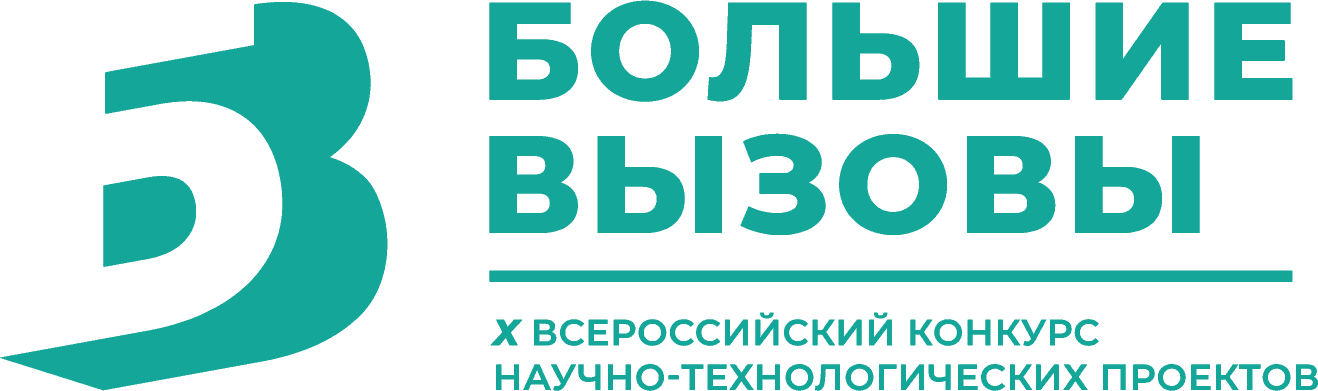 БОЛЬШИЕ
ВЫЗОВЫ
X ВСЕРОССИЙСКИЙ КОНКУРС
НАУЧНО-ТЕХНОЛОГИЧЕСКИХ ПРОЕКТОВ